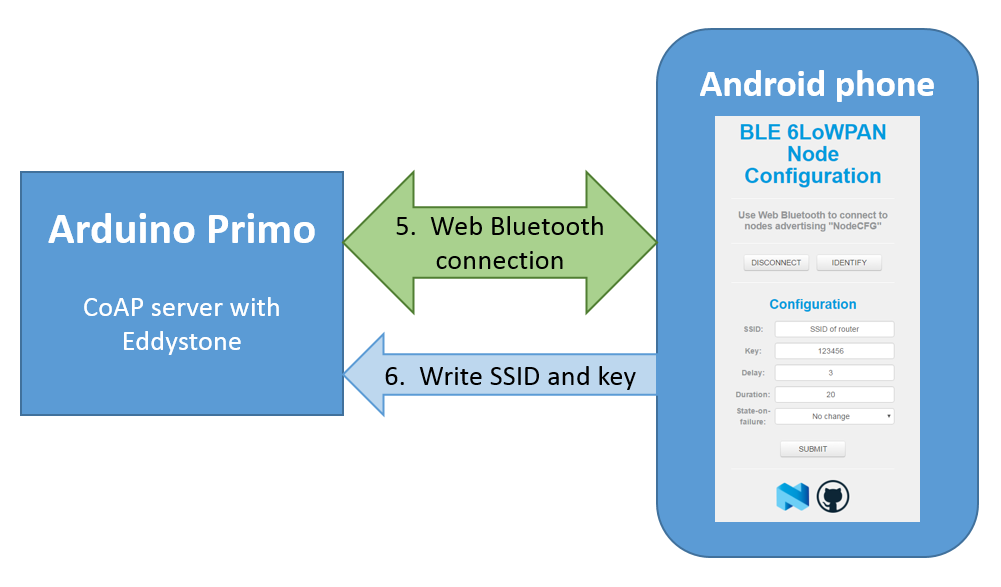 Arduino Primo
CoAP server with
Eddystone
5. Web Bluetooth
connection
6. Write SSID and key
Android phone
BLE 6LoWPAN
Node
Configuration
Use Web Bluetooth to connect to
nodes advertising "NodeCFG"
DISCONNECT IDENTIFY
Configuration
SSID: SSID of router
Key: 123456
Delay: 3
Duration: 20
State-on-
failure: No change
SUBMIT